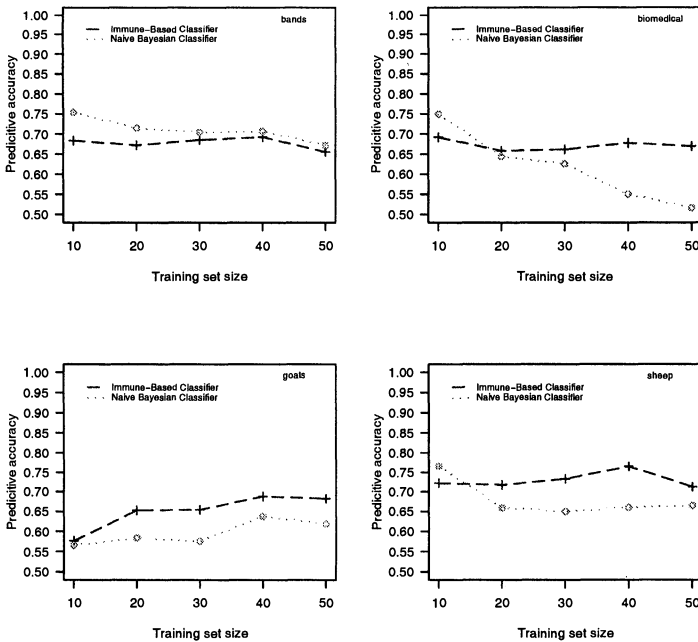 bands
Immune-Based Classifier
Naive Bayesian Classifier
Predicitive accuracy
1.00
0.95
0.90
0.85
0.80
0.75
0.70
0.65
0.60
0.55
0.50
10 20 30 40 50
Training set size
biomedical
Immune-Based Classifier
Naive Bayesian Classifier
Predicitive accuracy
1.00
0.95
0.90
0.85
0.80
0.75
0.70
0.65
0.60
0.55
0.50
10 20 30 40 50
Training set size
goals
Immune-Based Classifier
Naive Bayesian Classifier
Predicitive accuracy
1.00
0.95
0.90
0.85
0.80
0.75
0.70
0.65
0.60
0.55
0.50
10 20 30 40 50
Training set size
sheep
Immune-Based Classifier
Naive Bayesian Classifier
Predicitive accuracy
1.00
0.95
0.90
0.85
0.80
0.75
0.70
0.65
0.60
0.55
0.50
10 20 30 40 50
Training set size